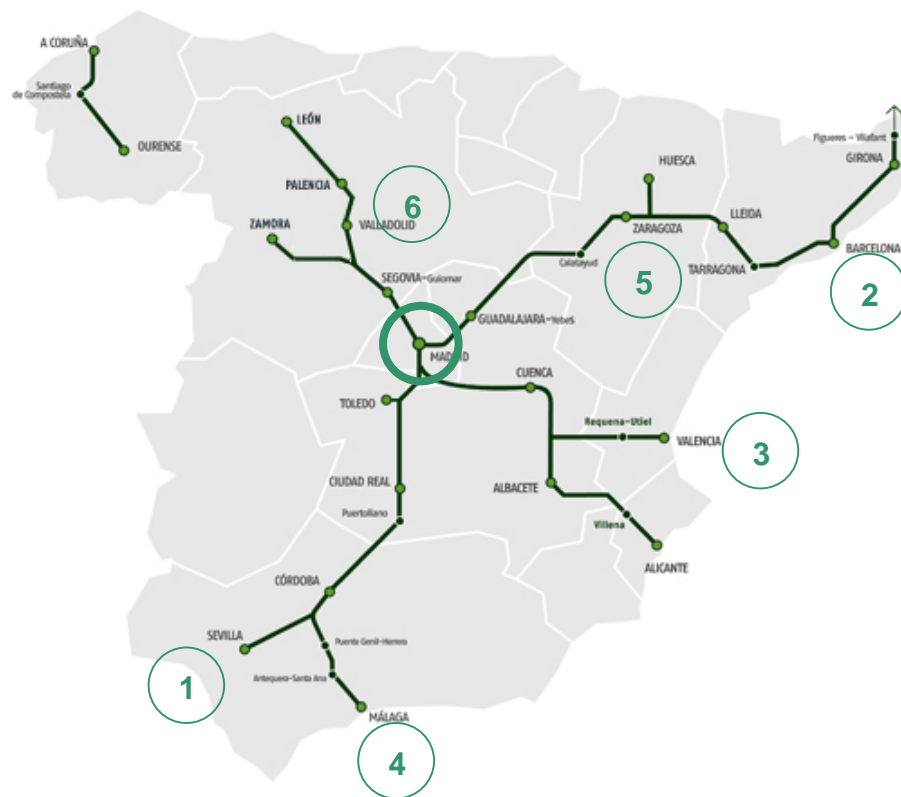 A CORUÑA
Santiago
de Compostela
OURENSE
LEÓN
PALENCIA
6
VALLADOLID
ZAMORA
SEGOVIA-Guiomar
HUESCA
ZARAGOZA
Calatayud
5
LLEIDA
TARRAGONA
Figueres - Vilafant
GIRONA
BARCELONA
2
GUADALAJARA-Yebes
MADRID
TOLEDO
CUENCA
Requena-Utiel
VALENCIA
3
ALBACETE
Villena
ALICANTE
CIUDAD REAL
Puertollano
CÓRDOBA
SEVILLA
1
Puente Genil-Herrera
Antequera-Santa Ana
MÁLAGA
4